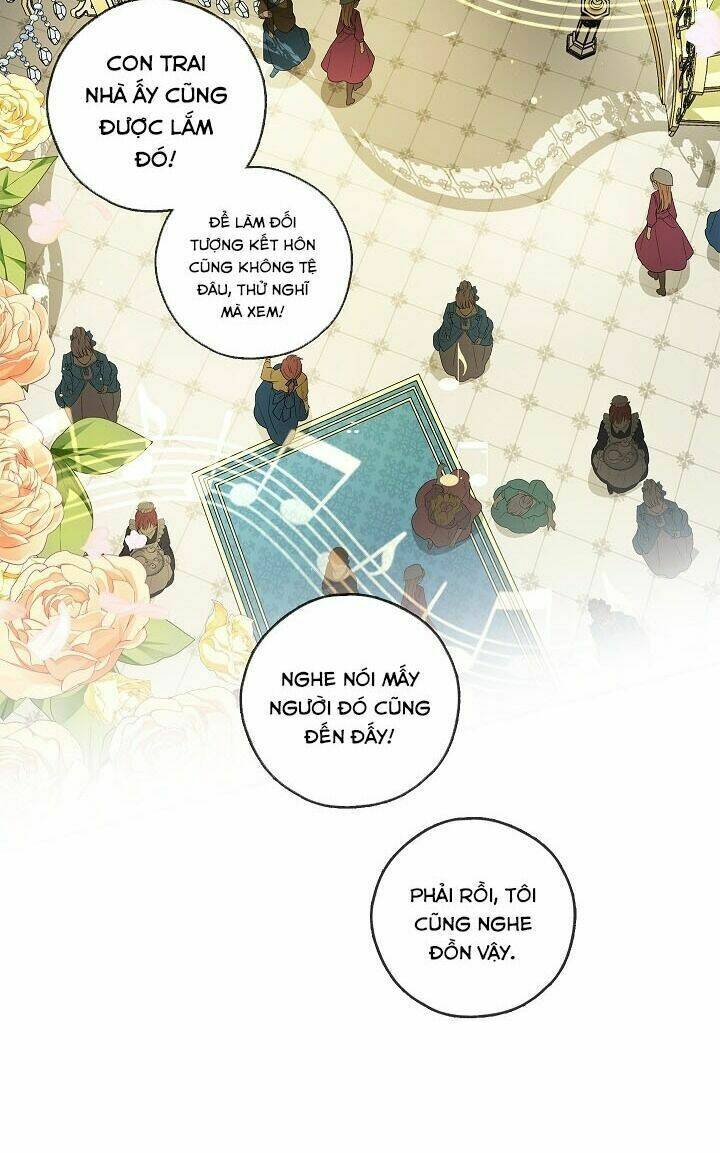 CON TRAI
NHÀ ẤY CŨNG
ĐƯỢC LẮM
ĐÓ!
ĐỂ LÀM ĐỐI
TƯỢNG KẾT HÔN
CŨNG KHÔNG TỆ
ĐÂU, THỬ NGHĨ
MÀ XEM!
NGHE NÓI MẤY
NGƯỜI ĐÓ CŨNG
ĐẾN ĐẤY!
PHẢI RỒI, TÔI
CŨNG NGHE
ĐỒN VẬY.